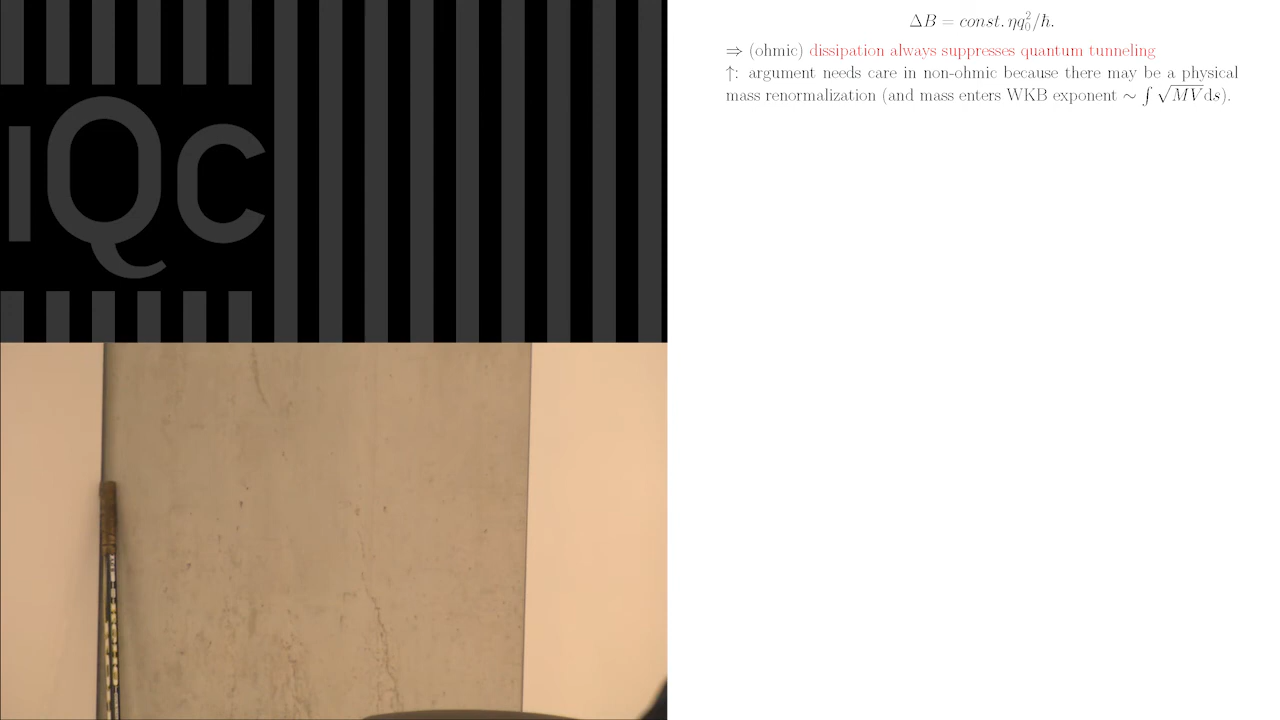 IQC
ΔB = const. ηq₀²/ħ.
⇒ (ohmic) dissipation always suppresses quantum tunneling
↑: argument needs care in non-ohmic because there may be a physical
mass renormalization (and mass enters WKB exponent ∼ ∫ √MV ds).